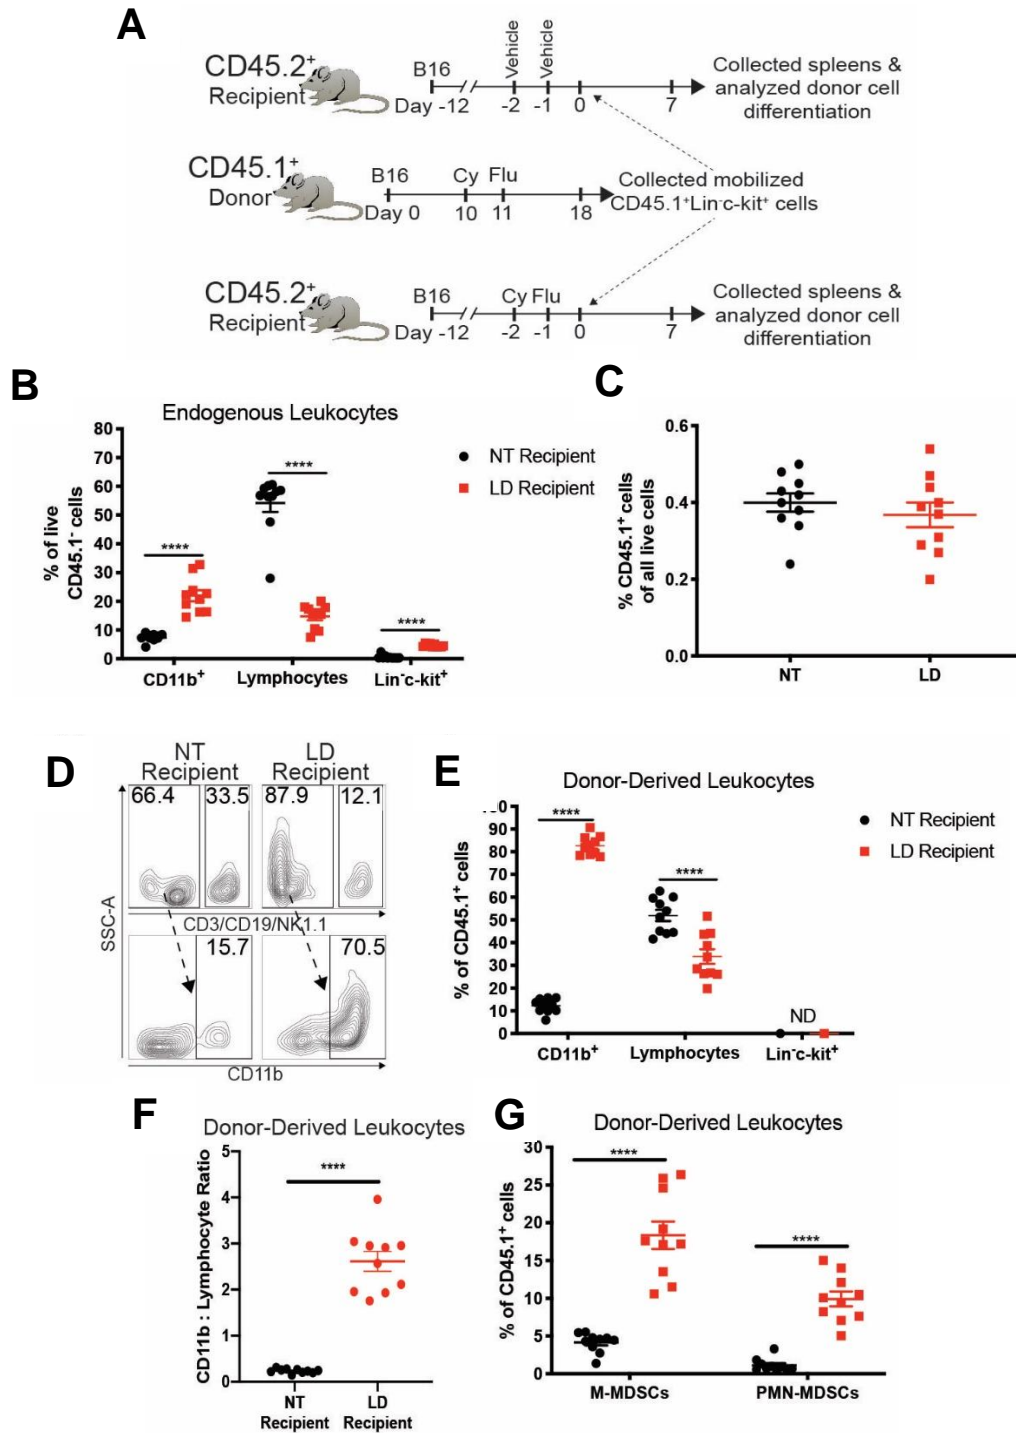 A
CD45.2+
Recipient
B16
Vehicle
Vehicle
Day -12
-2
-1
0
7
Collected spleens &
analyzed donor cell
differentiation
CD45.1+
Donor
B16
Cy
Flu
Day 0
10
11
18
Collected mobilized
CD45.1+Lin-c-kit+ cells
CD45.2+
Recipient
B16
Cy
Flu
Day -12
-2
-1
0
7
Collected spleens &
analyzed donor cell
differentiation
B
Endogenous Leukocytes
% of live
CD45.1- cells
80
70
60
50
40
30
20
10
0
****
****
****
CD11b+
Lymphocytes
Lin-c-kit+
NT Recipient
LD Recipient
C
% CD45.1+ cells
of all live cells
0.6
0.4
0.2
0.0
NT
LD
D
NT
Recipient
LD
Recipient
66.4
33.5
87.9
12.1
SSC-A
CD3/CD19/NK1.1
15.7
70.5
CD11b
E
Donor-Derived Leukocytes
% of CD45.1+ cells
90
80
70
60
50
40
30
20
10
0
****
****
ND
CD11b+
Lymphocytes
Lin-c-kit+
NT Recipient
LD Recipient
F
Donor-Derived Leukocytes
CD11b : Lymphocyte Ratio
5
4
3
2
1
0
****
NT
Recipient
LD
Recipient
G
Donor-Derived Leukocytes
% of CD45.1+ cells
30
25
20
15
10
5
0
****
****
M-MDSCs
PMN-MDSCs